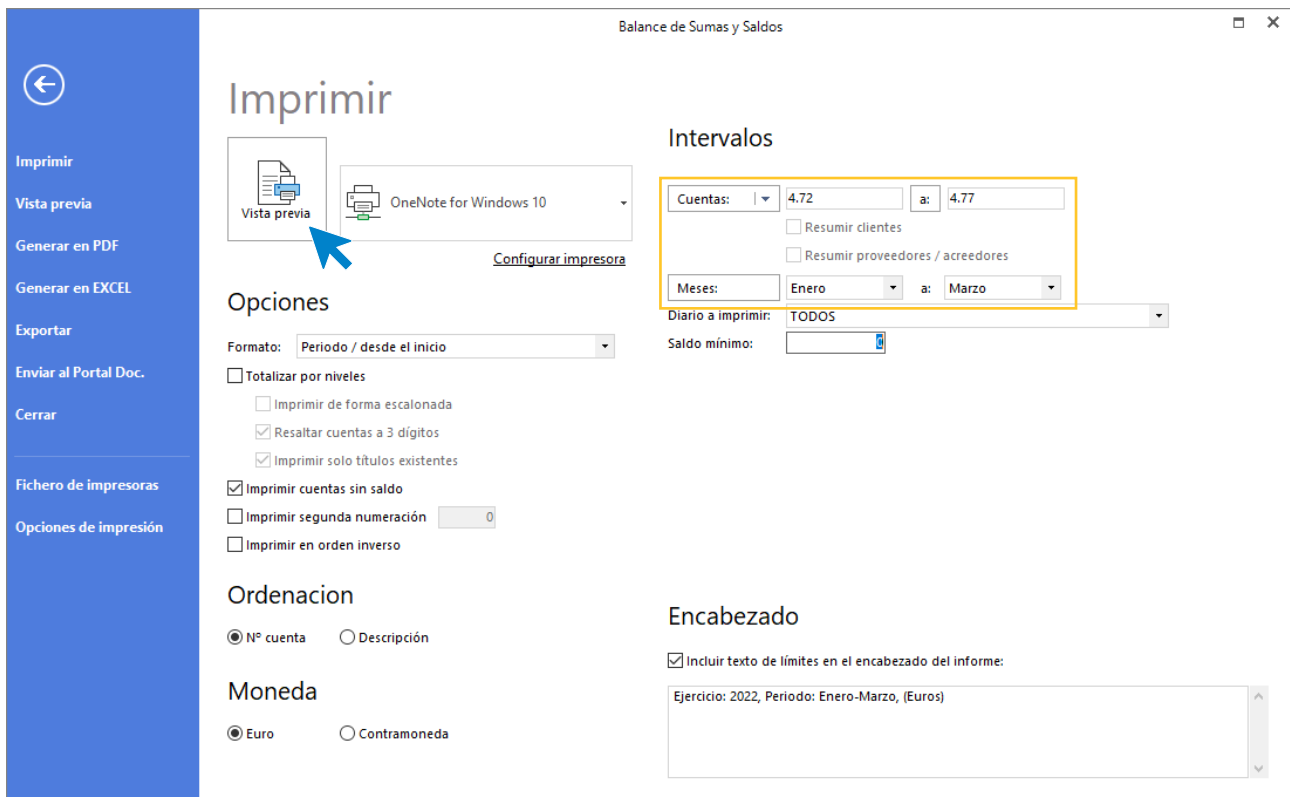 Balance de Sumas y Saldos
Imprimir
Vista previa
Generar en PDF
Generar en EXCEL
Exportar
Enviar al Portal Doc.
Cerrar
Fichero de impresoras
Opciones de impresión
Imprimir
Vista previa
OneNote for Windows 10
Configurar impresora
Opciones
Formato: Periodo / desde el inicio
Totalizar por niveles
Imprimir de forma escalonada
Resaltar cuentas a 3 dígitos
Imprimir solo títulos existentes
Imprimir cuentas sin saldo
Imprimir segunda numeración 0
Imprimir en orden inverso
Ordenacion
Nº cuenta Descripción
Moneda
Euro Contramoneda
Intervalos
Cuentas: 4.72 a: 4.77
Resumir clientes
Resumir proveedores / acreedores
Meses: Enero a: Marzo
Diario a imprimir: TODOS
Saldo mínimo: 0
Encabezado
Incluir texto de límites en el encabezado del informe:
Ejercicio: 2022, Periodo: Enero-Marzo, (Euros)